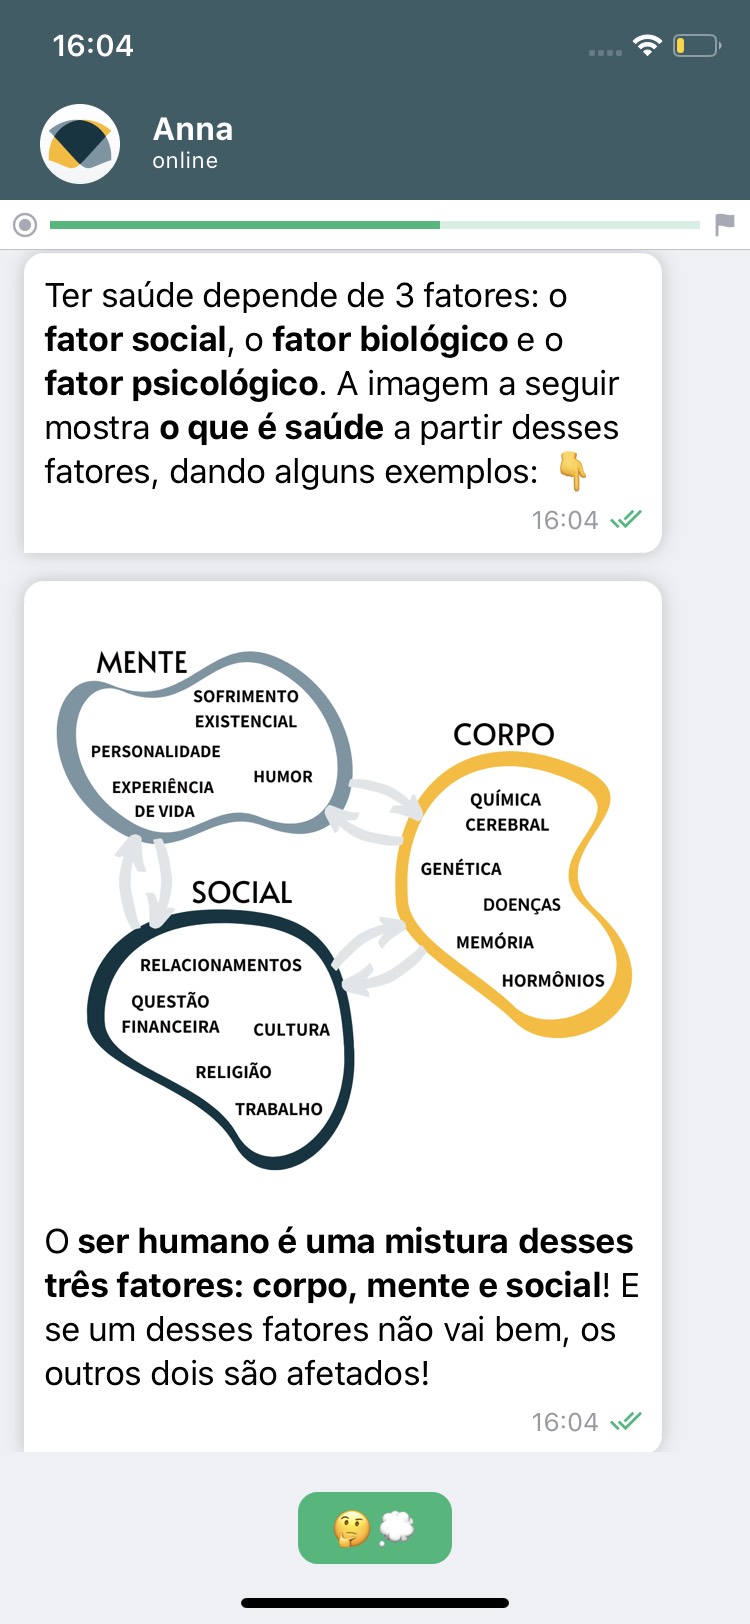 16:04
Anna
online
Ter saúde depende de 3 fatores: o
fator social, o fator biológico e o
fator psicológico. A imagem a seguir
mostra o que é saúde a partir desses
fatores, dando alguns exemplos: 👇
16:04
MENTE
SOFRIMENTO
EXISTENCIAL
PERSONALIDADE
HUMOR
EXPERIÊNCIA
DE VIDA
CORPO
QUÍMICA
CEREBRAL
GENÉTICA
DOENÇAS
MEMÓRIA
HORMÔNIOS
SOCIAL
RELACIONAMENTOS
QUESTÃO
FINANCEIRA
CULTURA
RELIGIÃO
TRABALHO
O ser humano é uma mistura desses
três fatores: corpo, mente e social! E
se um desses fatores não vai bem, os
outros dois são afetados!
16:04
🤔💭